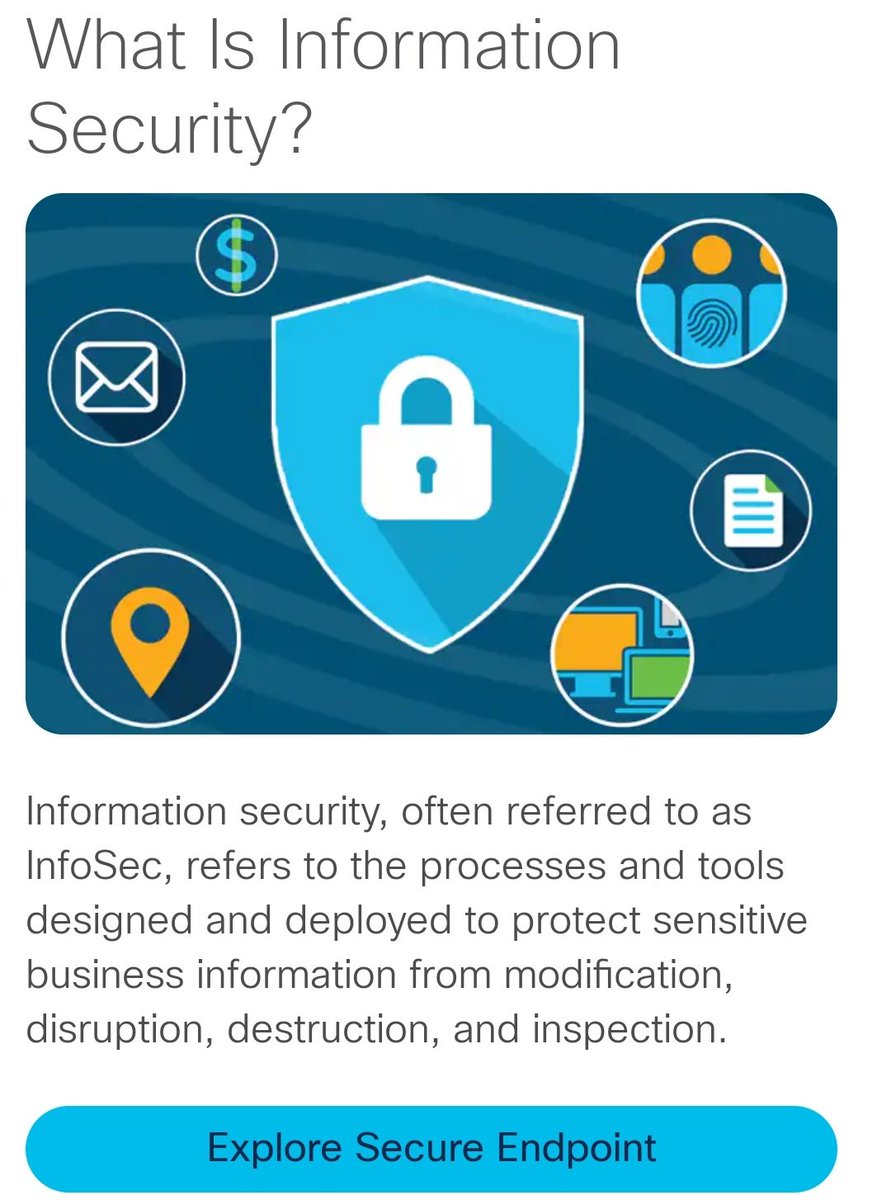 What Is Information
Security?
$
Information security, often referred to as
InfoSec, refers to the processes and tools
designed and deployed to protect sensitive
business information from modification,
disruption, destruction, and inspection.
Explore Secure Endpoint